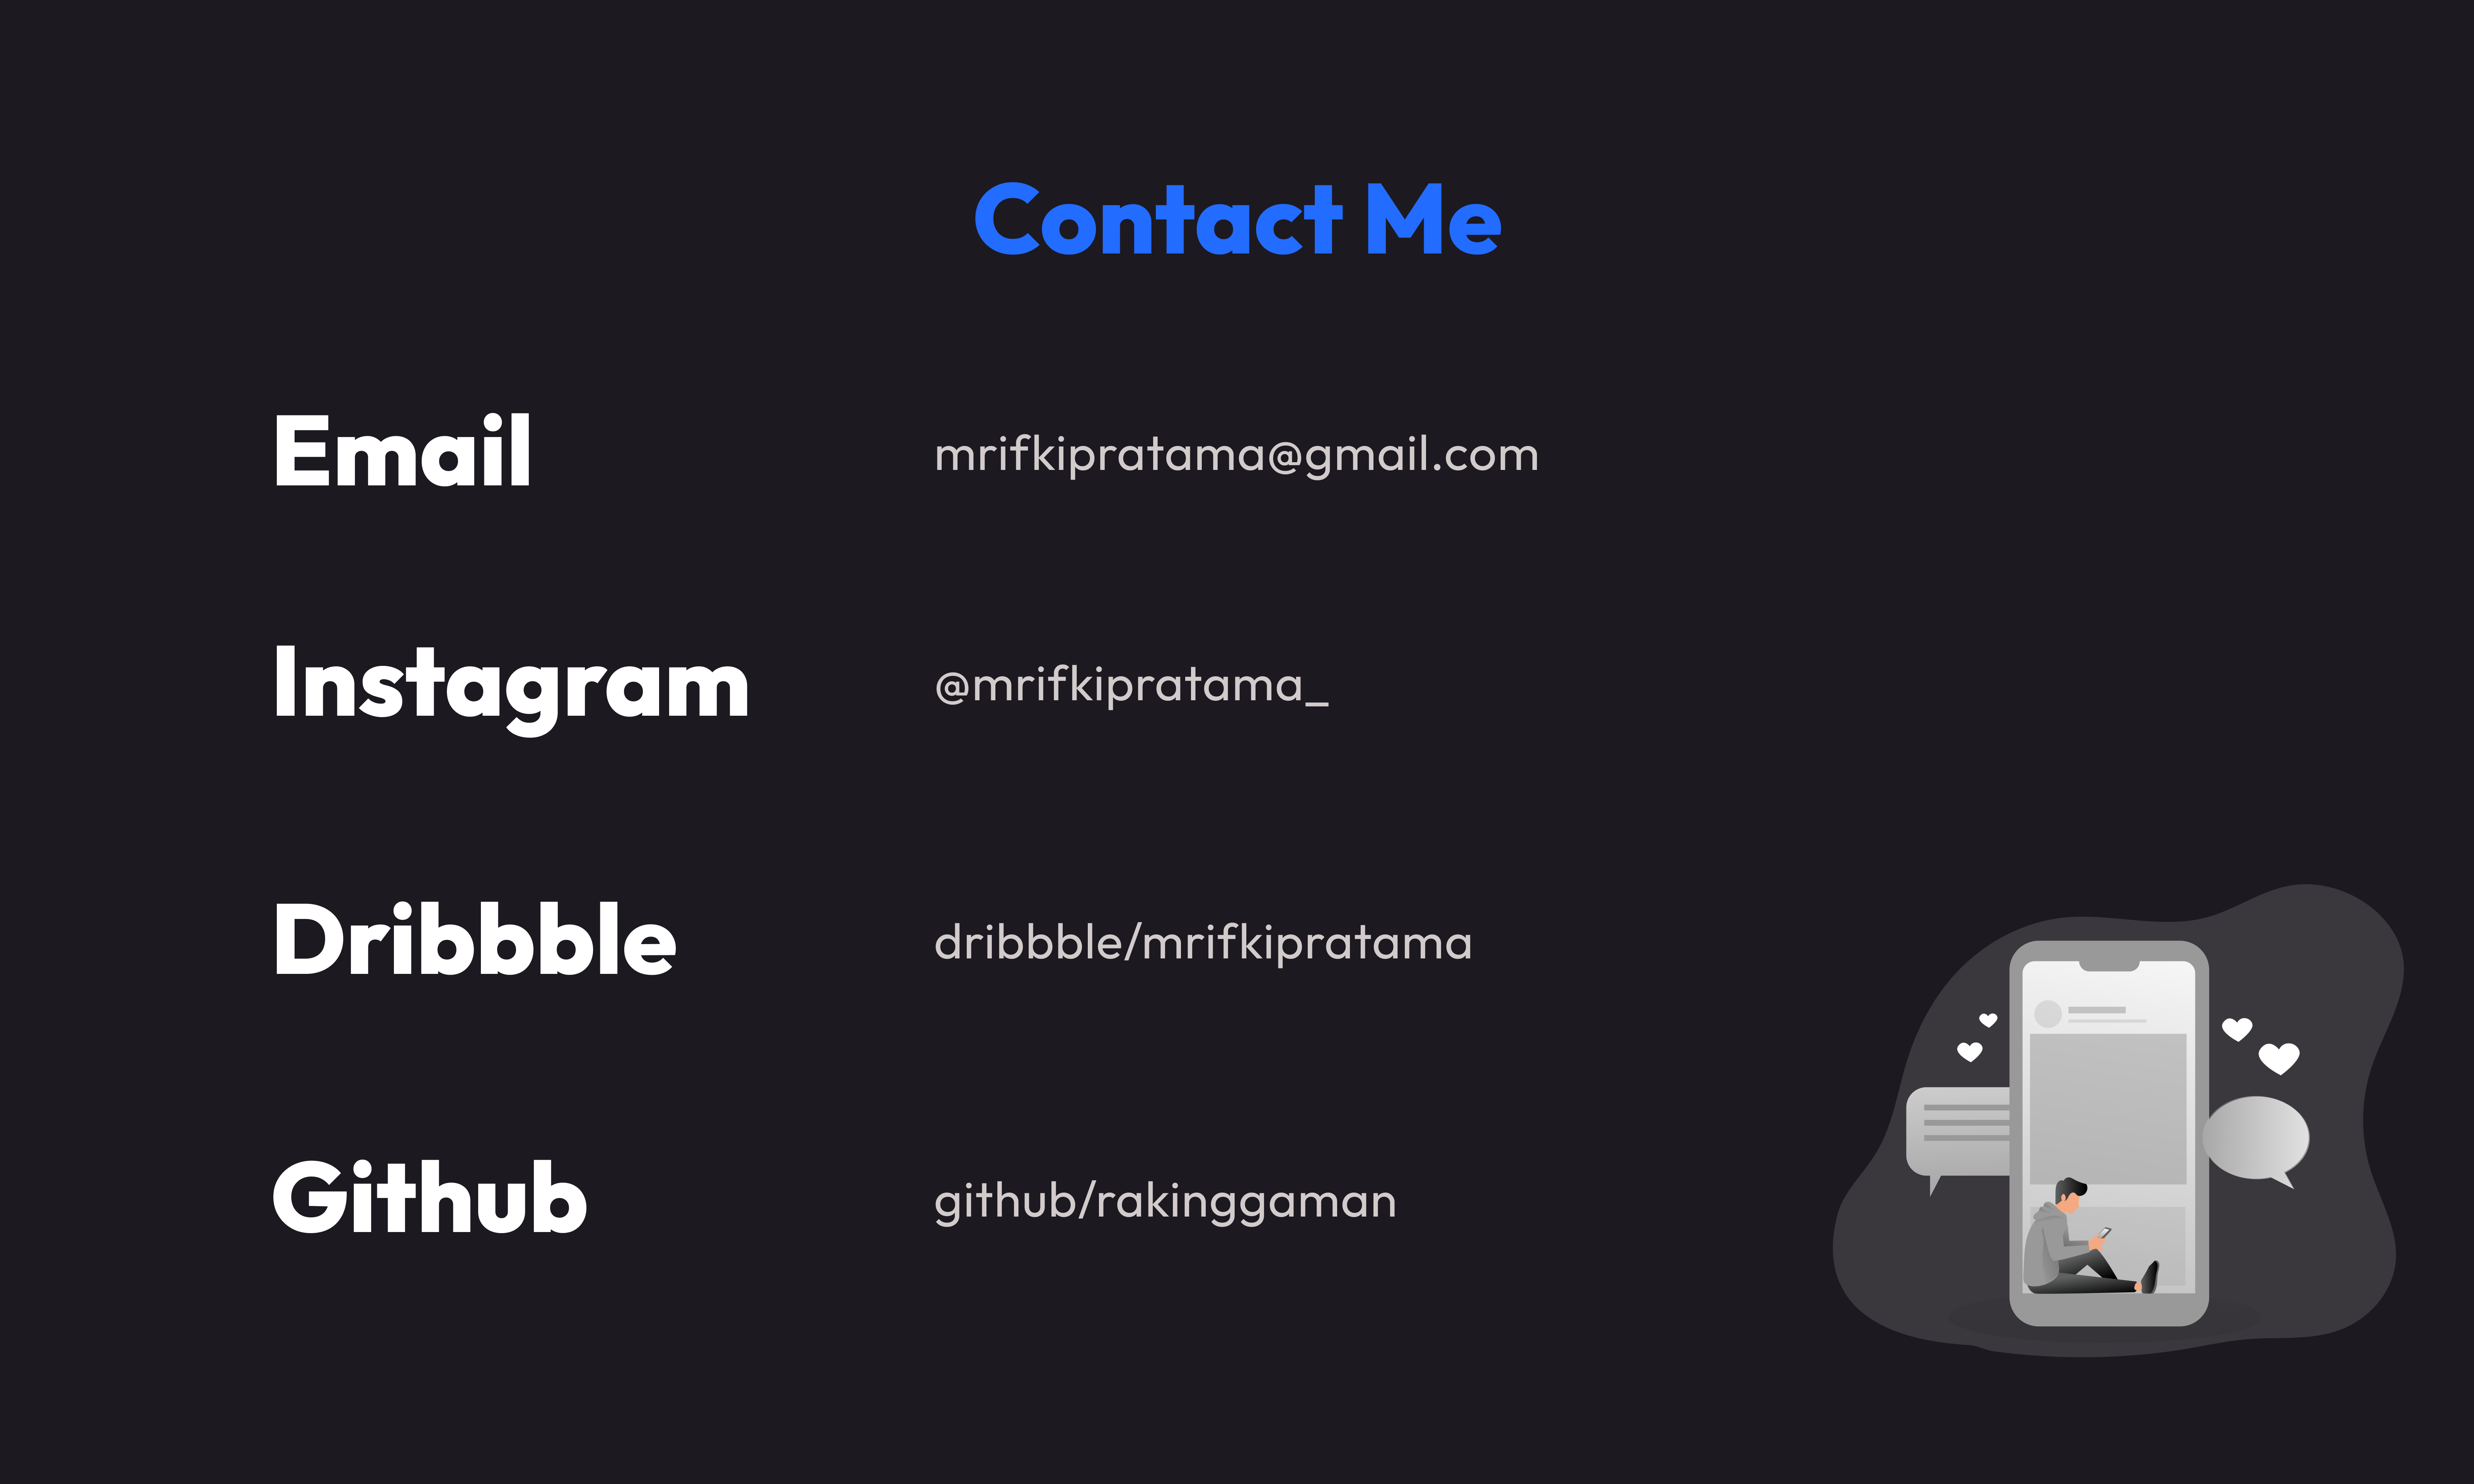 Contact Me
Email mrifkipratama@gmail.com
Instagram @mrifkipratama_
Dribbble dribbble/mrifkipratama
Github github/rakinggaman